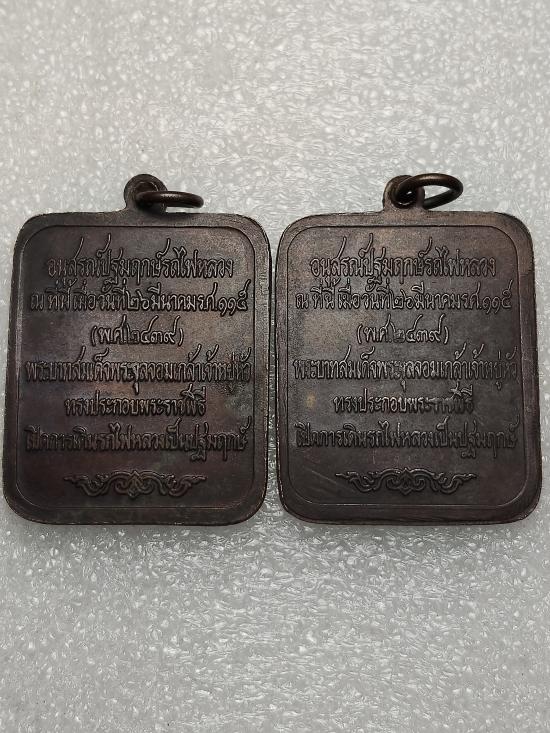 อนุสรณ์ปฐมฤกษ์รถไฟหลวง
ณ ที่นี้ เมื่อวันที่ ๒๖ มีนาคม ร.ศ. ๑๑๕
(พ.ศ. ๒๔๓๙)
พระบาทสมเด็จพระจุลจอมเกล้าเจ้าอยู่หัว
ทรงประกอบพระราชพิธี
เปิดการเดินรถไฟหลวงเป็นปฐมฤกษ์
อนุสรณ์ปฐมฤกษ์รถไฟหลวง
ณ ที่นี้ เมื่อวันที่ ๒๖ มีนาคม ร.ศ. ๑๑๕
(พ.ศ. ๒๔๓๙)
พระบาทสมเด็จพระจุลจอมเกล้าเจ้าอยู่หัว
ทรงประกอบพระราชพิธี
เปิดการเดินรถไฟหลวงเป็นปฐมฤกษ์